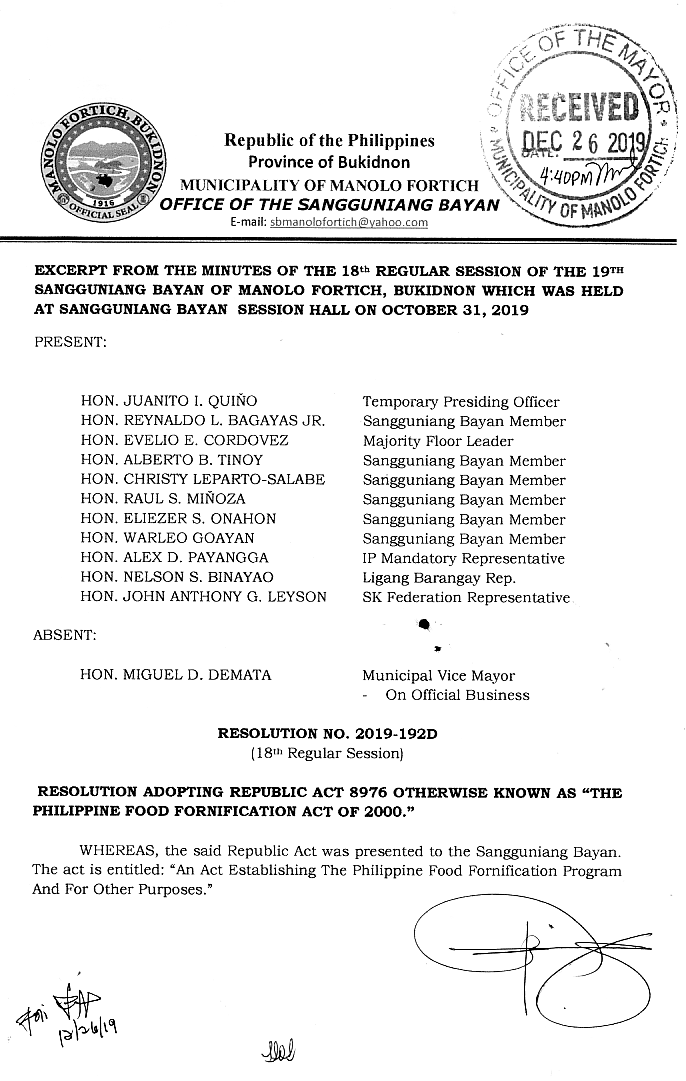 OFFICE OF THE MAYOR
RECEIVED
DEC 26 2019
DATE:
4:40PM
MUNICIPALITY OF MANOLO FORTICH
MANOLO FORTICH, BUKIDNON
1916
OFFICIAL SEAL
Republic of the Philippines
Province of Bukidnon
MUNICIPALITY OF MANOLO FORTICH
OFFICE OF THE SANGGUNIANG BAYAN
E-mail: sbmanolofortich@yahoo.com
EXCERPT FROM THE MINUTES OF THE 18th REGULAR SESSION OF THE 19TH
SANGGUNIANG BAYAN OF MANOLO FORTICH, BUKIDNON WHICH WAS HELD
AT SANGGUNIANG BAYAN SESSION HALL ON OCTOBER 31, 2019
PRESENT:
HON. JUANITO I. QUIÑO Temporary Presiding Officer
HON. REYNALDO L. BAGAYAS JR. Sangguniang Bayan Member
HON. EVELIO E. CORDOVEZ Majority Floor Leader
HON. ALBERTO B. TINOY Sangguniang Bayan Member
HON. CHRISTY LEPARTO-SALABE Sangguniang Bayan Member
HON. RAUL S. MIÑOZA Sangguniang Bayan Member
HON. ELIEZER S. ONAHON Sangguniang Bayan Member
HON. WARLEO GOAYAN Sangguniang Bayan Member
HON. ALEX D. PAYANGGA IP Mandatory Representative
HON. NELSON S. BINAYAO Ligang Barangay Rep.
HON. JOHN ANTHONY G. LEYSON SK Federation Representative
ABSENT:
HON. MIGUEL D. DEMATA Municipal Vice Mayor
- On Official Business
RESOLUTION NO. 2019-192D
(18th Regular Session)
RESOLUTION ADOPTING REPUBLIC ACT 8976 OTHERWISE KNOWN AS “THE
PHILIPPINE FOOD FORNIFICATION ACT OF 2000.”
WHEREAS, the said Republic Act was presented to the Sangguniang Bayan.
The act is entitled: “An Act Establishing The Philippine Food Fornification Program
And For Other Purposes.”
12/26/19